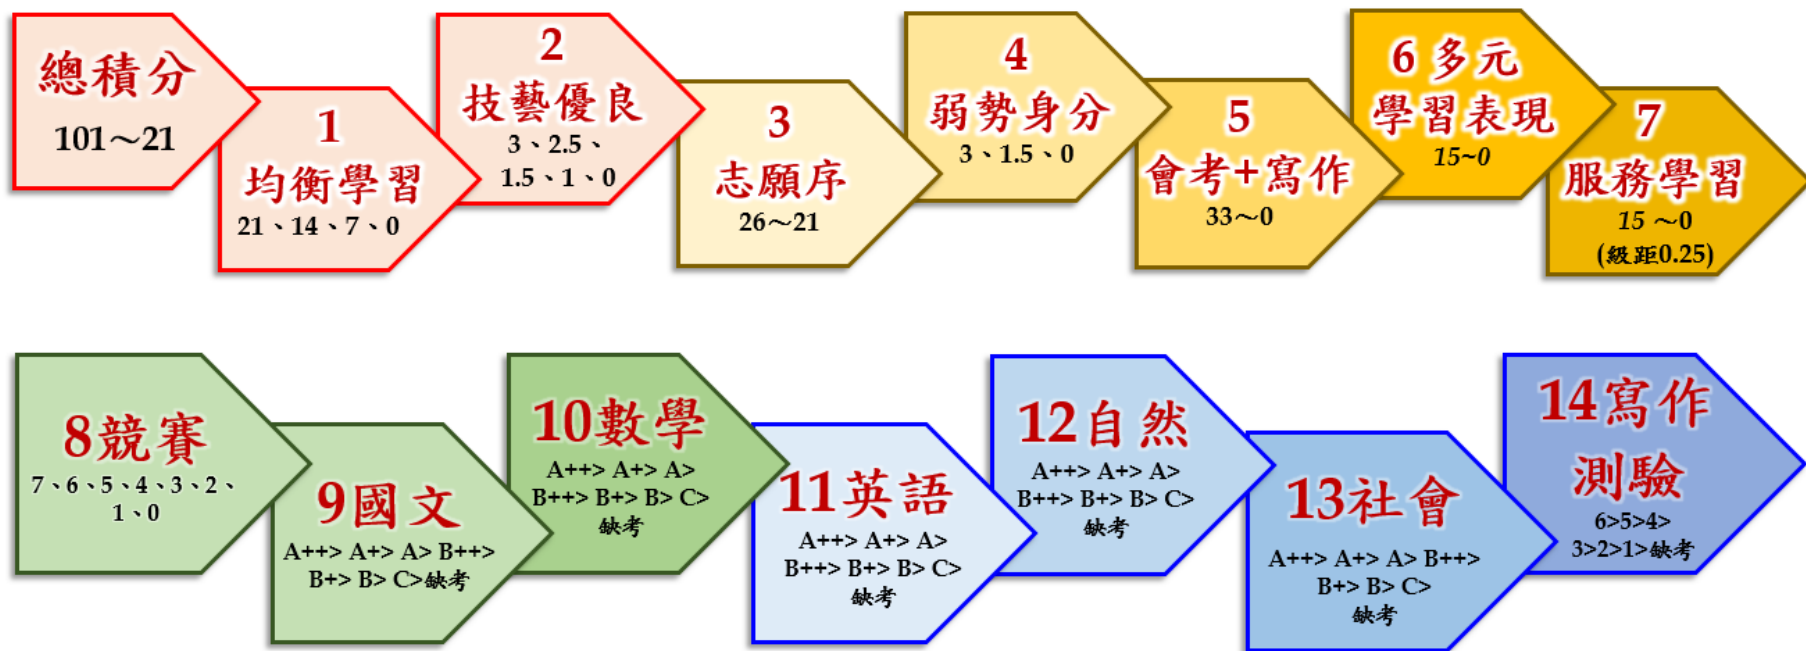 總積分
101～21
1
均衡學習
21、14、7、0
2
技藝優良
3、2.5、
1.5、1、0
3
志願序
26～21
4
弱勢身分
3、1.5、0
5
會考+寫作
33～0
6 多元
學習表現
15~0
7
服務學習
15 ～0
(級距0.25)
8競賽
7、6、5、4、3、2、
1、0
9國文
A++> A+> A> B++>
B+> B> C>缺考
10數學
A++> A+> A>
B++> B+> B> C>
缺考
11英語
A++> A+> A>
B++> B+> B> C>
缺考
12自然
A++> A+> A>
B++> B+> B> C>
缺考
13社會
A++> A+> A> B++>
B+> B> C>
缺考
14寫作
測驗
6>5>4>
3>2>1>缺考